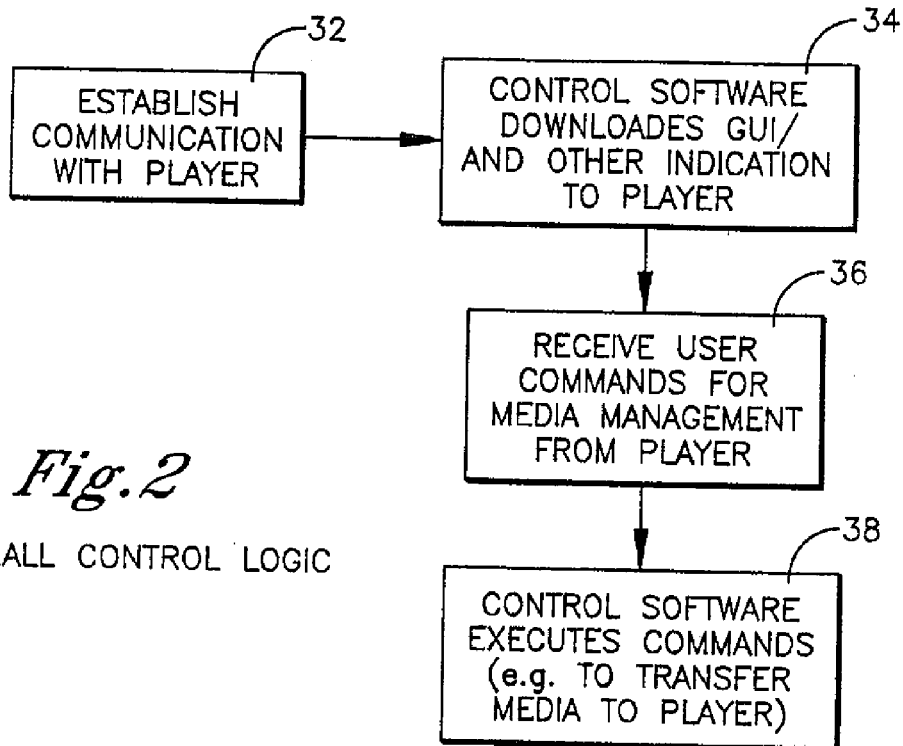 32
ESTABLISH
COMMUNICATION
WITH PLAYER
34
CONTROL SOFTWARE
DOWNLOADES GUI/
AND OTHER INDICATION
TO PLAYER
36
RECEIVE USER
COMMANDS FOR
MEDIA MANAGEMENT
FROM PLAYER
Fig.2
ALL CONTROL LOGIC
38
CONTROL SOFTWARE
EXECUTES COMMANDS
(e.g. TO TRANSFER
MEDIA TO PLAYER)